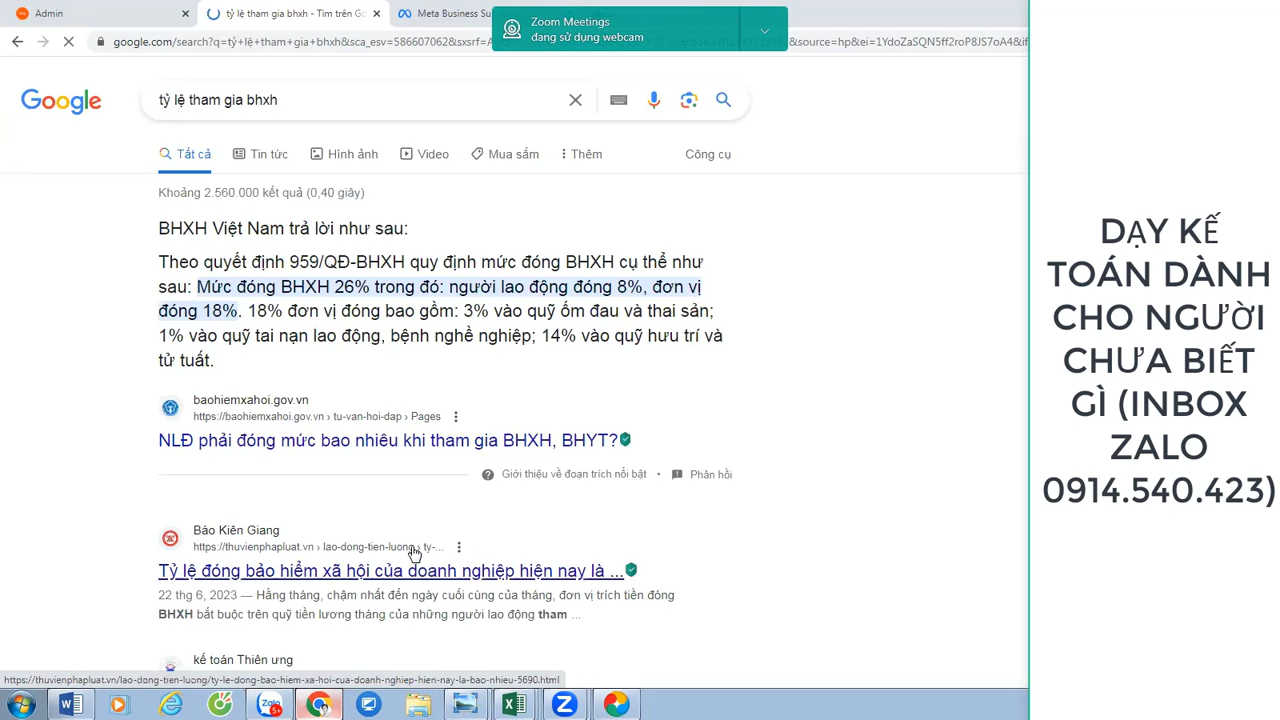 Admin
tỷ lệ tham gia bhxh - Tìm trên Go
Meta Business Su
Zoom Meetings
đang sử dụng webcam
google.com/search?q=tỷ+lệ+tham+gia+bhxh&sca_esv=586607062&sxsrf=A
source=hp&ei=1YdoZaSQN5ff2roP8JS7oA4&if
Google
tỷ lệ tham gia bhxh
Tất cả
Tin tức
Hình ảnh
Video
Mua sắm
Thêm
Công cụ
Khoảng 2.560.000 kết quả (0,40 giây)
BHXH Việt Nam trả lời như sau:
Theo quyết định 959/QĐ-BHXH quy định mức đóng BHXH cụ thể như
sau: Mức đóng BHXH 26% trong đó: người lao động đóng 8%, đơn vị
đóng 18%. 18% đơn vị đóng bao gồm: 3% vào quỹ ốm đau và thai sản;
1% vào quỹ tai nạn lao động, bệnh nghề nghiệp; 14% vào quỹ hưu trí và
tử tuất.
baohiemxahoi.gov.vn
https://baohiemxahoi.gov.vn › tu-van-hoi-dap › Pages
NLĐ phải đóng mức bao nhiêu khi tham gia BHXH, BHYT?
Giới thiệu về đoạn trích nổi bật • Phản hồi
Báo Kiên Giang
https://thuvienphapluat.vn › lao-dong-tien-luong › ty-...
Tỷ lệ đóng bảo hiểm xã hội của doanh nghiệp hiện nay là ...
22 thg 6, 2023 — Hằng tháng, chậm nhất đến ngày cuối cùng của tháng, đơn vị trích tiền đóng
BHXH bắt buộc trên quỹ tiền lương tháng của những người lao động tham ...
kế toán Thiên ưng
https://thuvienphapluat.vn/lao-dong-tien-luong/ty-le-dong-bao-hiem-xa-hoi-cua-doanh-nghiep-hien-nay-la-bao-nhieu-5690.html
Zalo
5+
DẠY KẾ
TOÁN DÀNH
CHO NGƯỜI
CHƯA BIẾT
GÌ (INBOX
ZALO
0914.540.423)